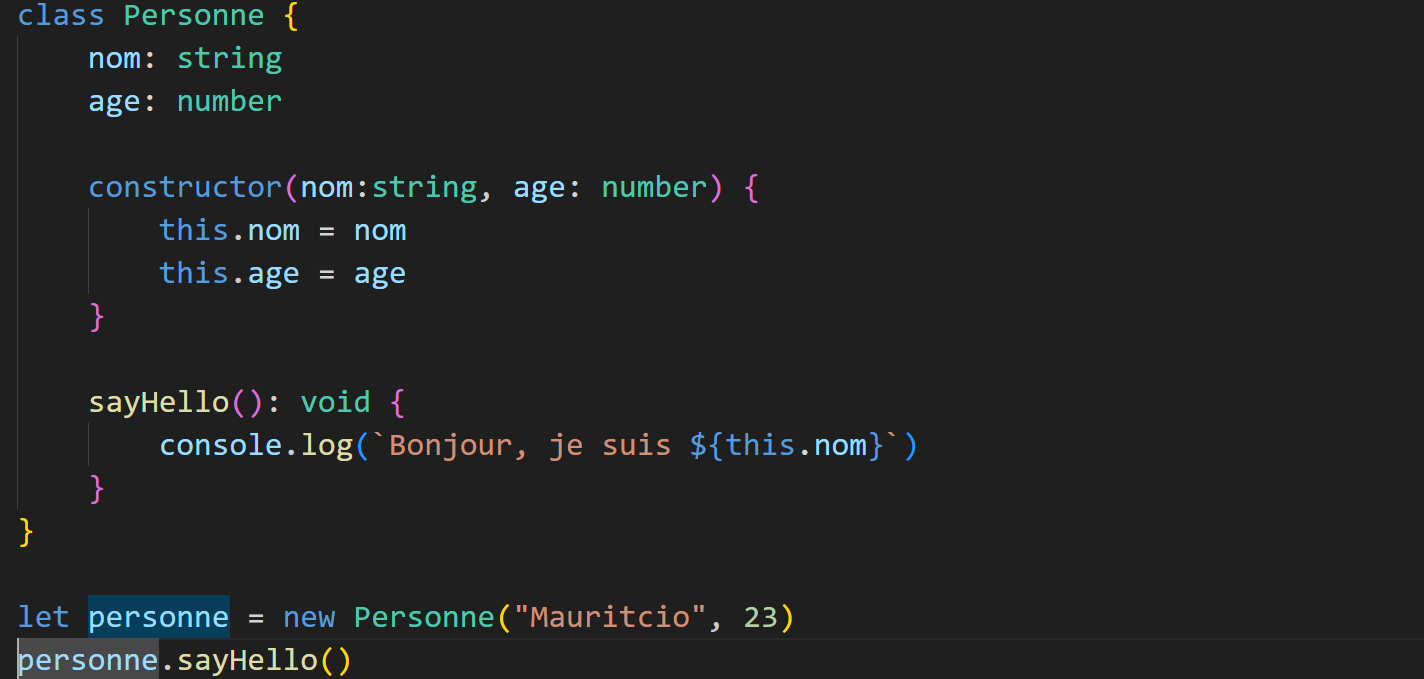 class Personne {
    nom: string
    age: number

    constructor(nom:string, age: number) {
        this.nom = nom
        this.age = age
    }

    sayHello(): void {
        console.log(`Bonjour, je suis ${this.nom}`)
    }
}

let personne = new Personne("Mauritcio", 23)
personne.sayHello()